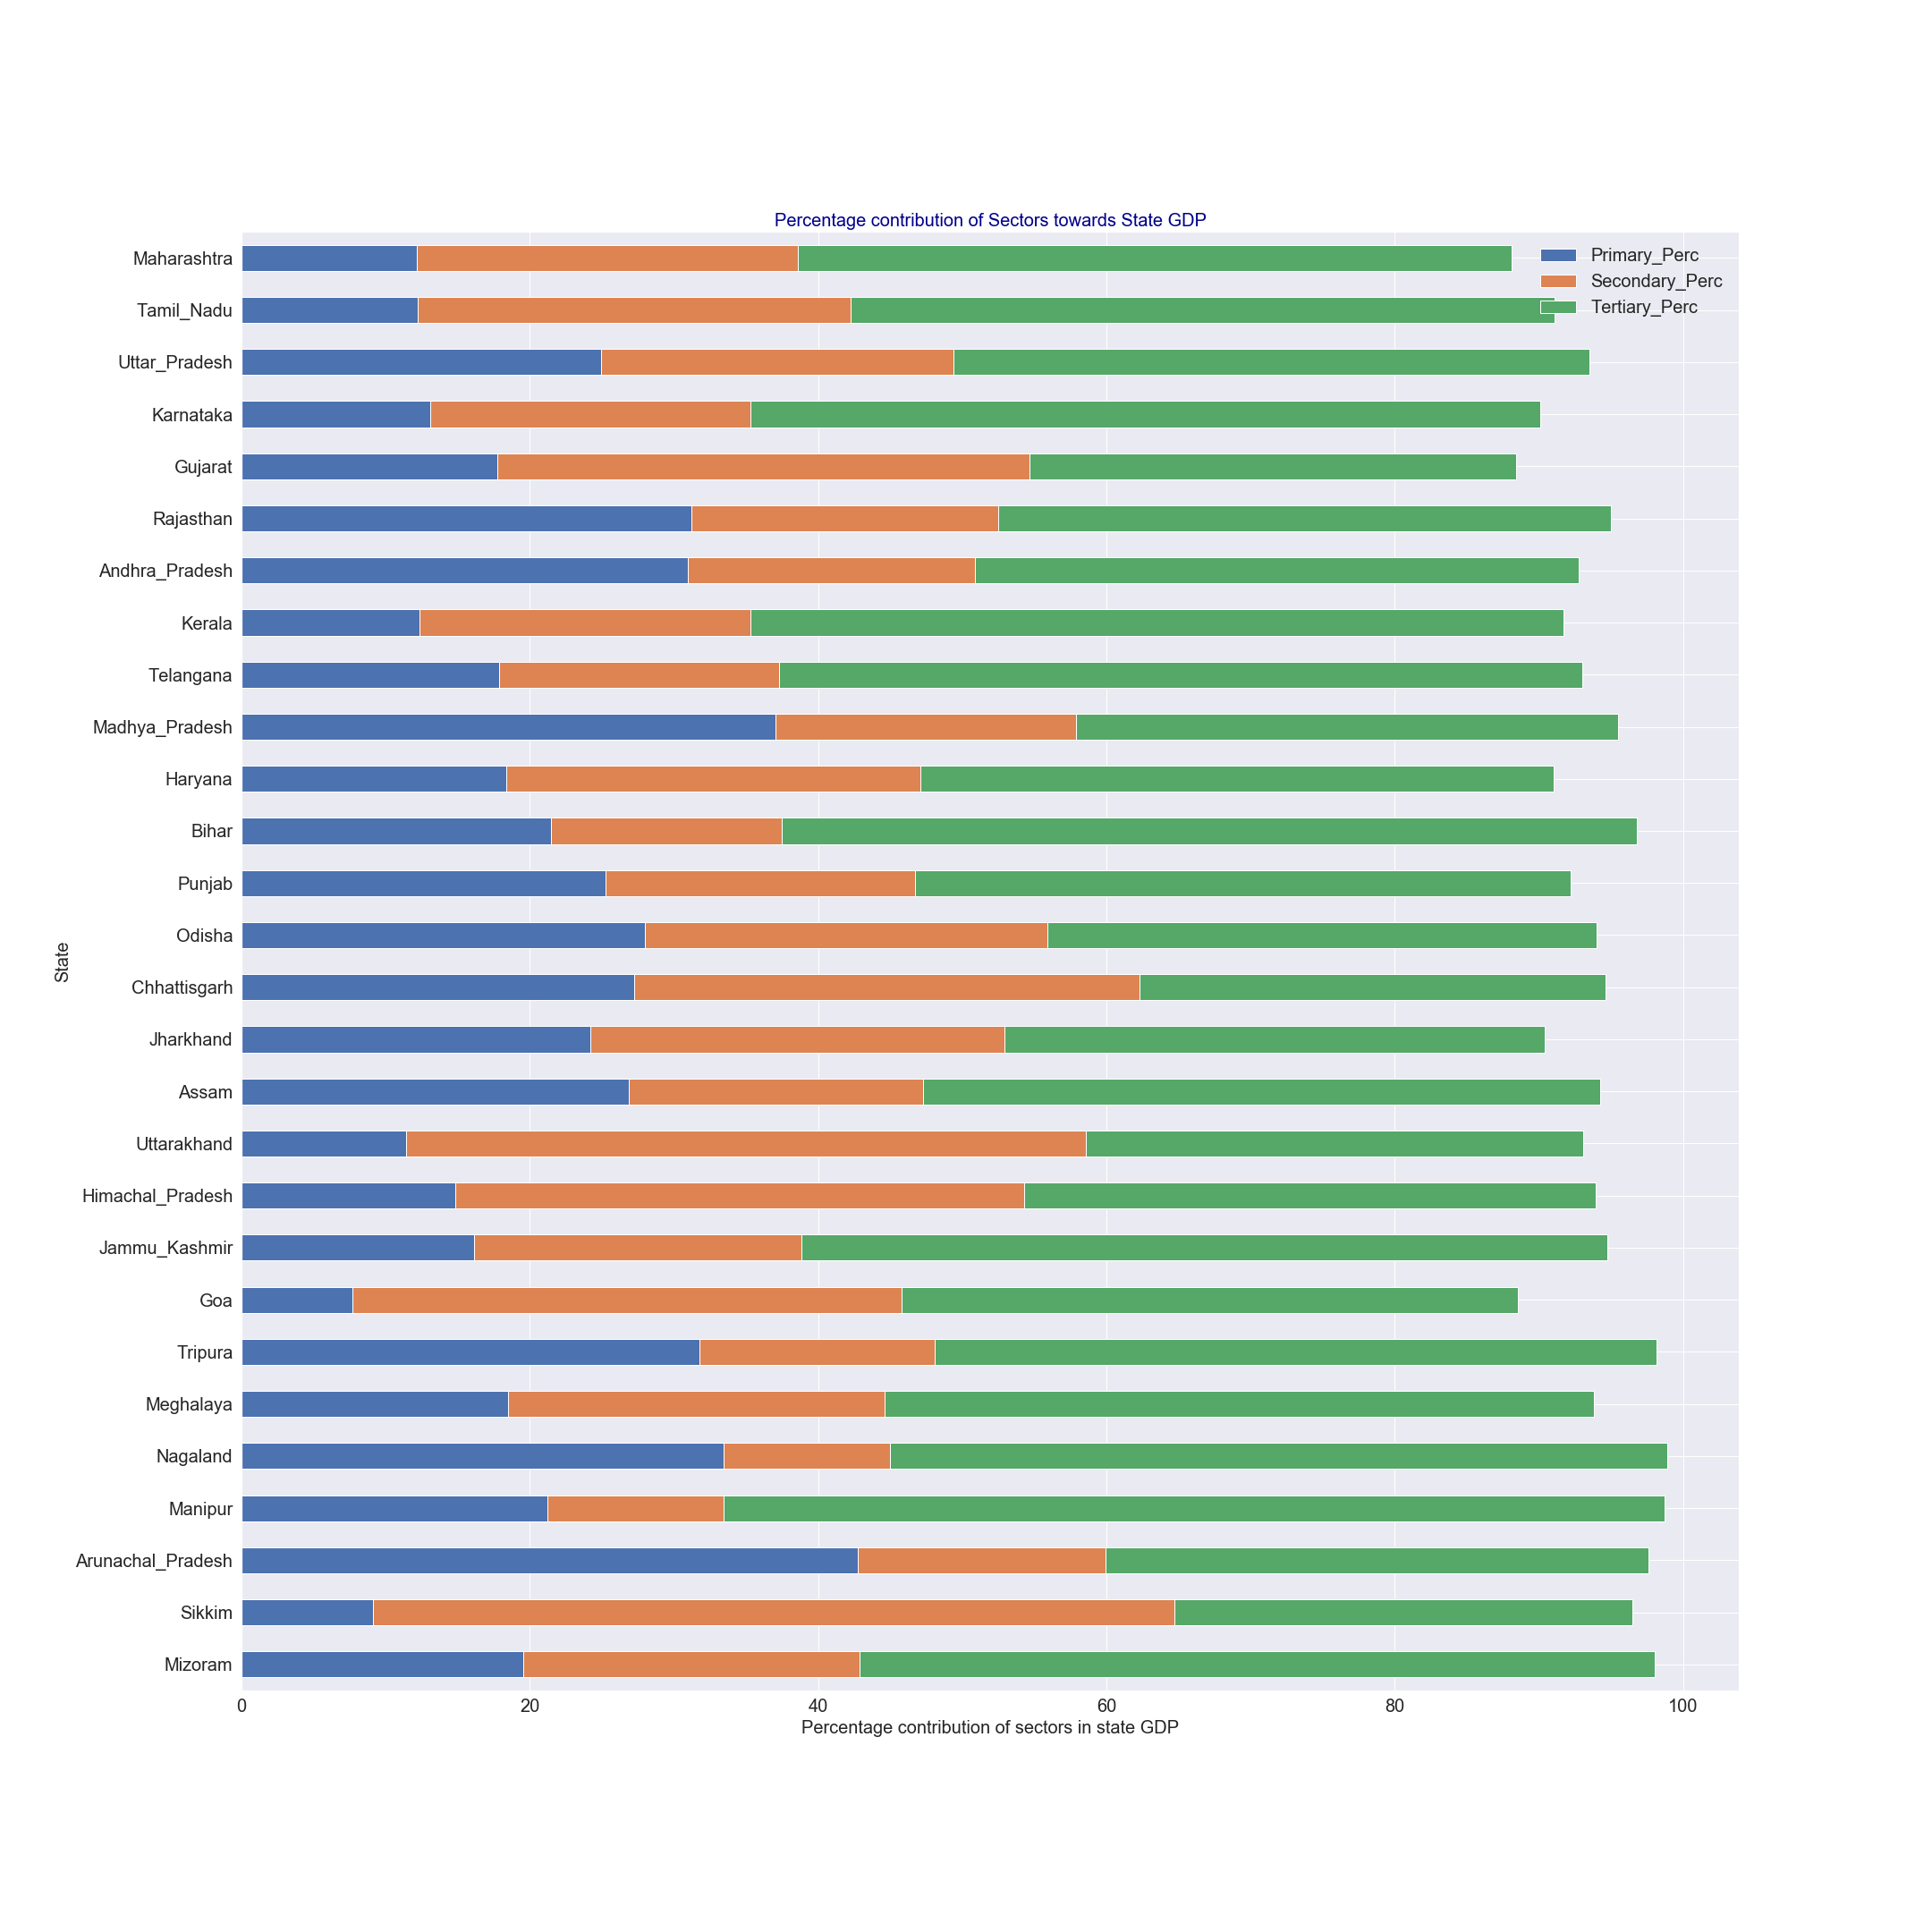 Percentage contribution of Sectors towards State GDP
Primary_Perc
Secondary_Perc
Tertiary_Perc
State
Maharashtra
Tamil_Nadu
Uttar_Pradesh
Karnataka
Gujarat
Rajasthan
Andhra_Pradesh
Kerala
Telangana
Madhya_Pradesh
Haryana
Bihar
Punjab
Odisha
Chhattisgarh
Jharkhand
Assam
Uttarakhand
Himachal_Pradesh
Jammu_Kashmir
Goa
Tripura
Meghalaya
Nagaland
Manipur
Arunachal_Pradesh
Sikkim
Mizoram
0 20 40 60 80 100
Percentage contribution of sectors in state GDP